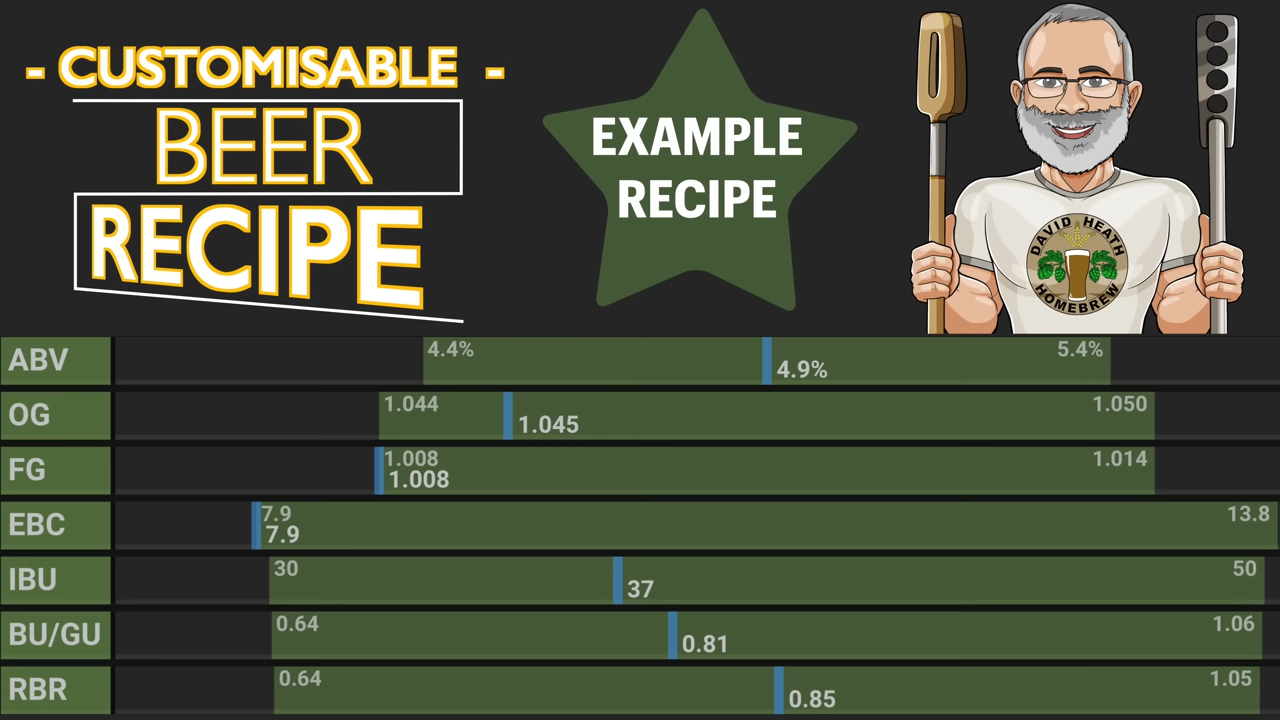 - CUSTOMISABLE -
BEER
RECIPE
EXAMPLE
RECIPE
DAVID HEATH
HOMEBREW
ABV 4.4% 4.9% 5.4%
OG 1.044 1.045 1.050
FG 1.008 1.008 1.014
EBC 7.9 7.9 13.8
IBU 30 37 50
BU/GU 0.64 0.81 1.06
RBR 0.64 0.85 1.05